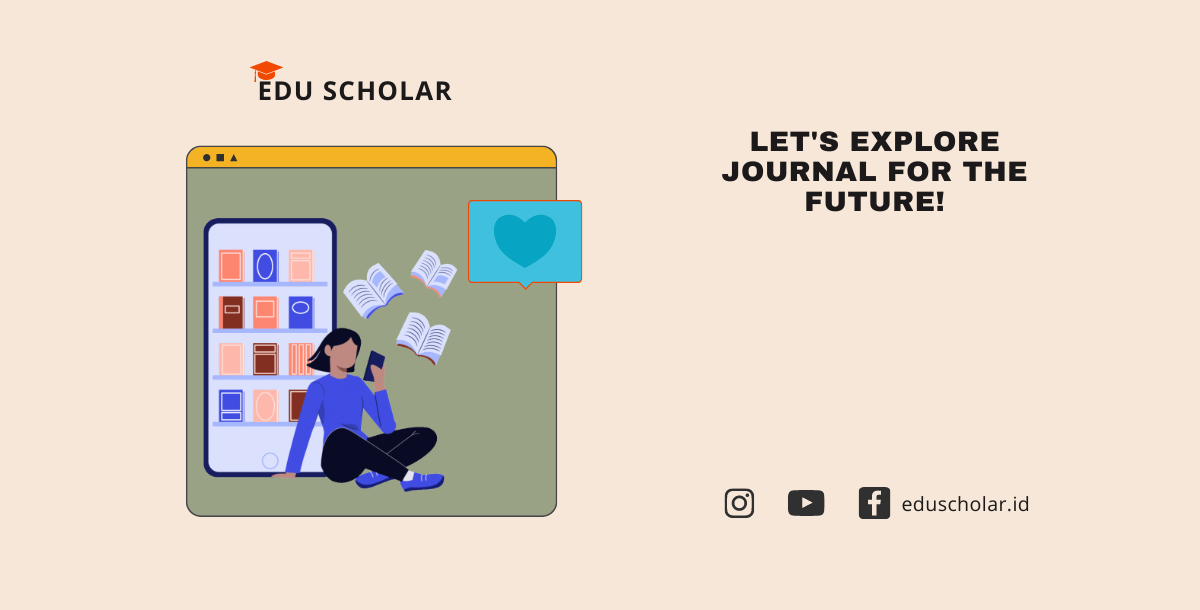 EDU SCHOLAR
LET'S EXPLORE
JOURNAL FOR THE
FUTURE!
eduscholar.id